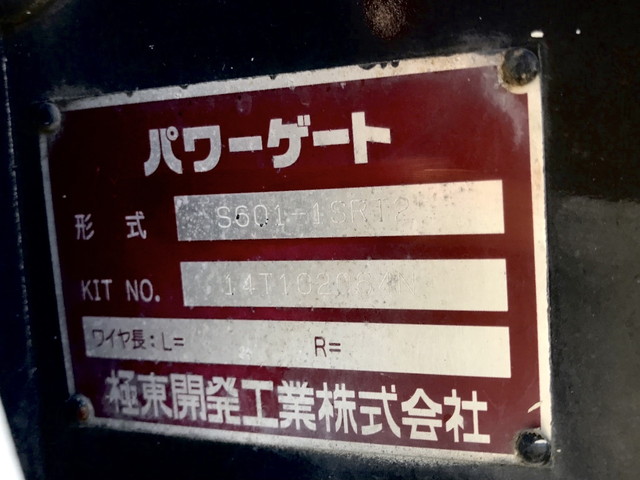 パワーゲート
形式 S601-1SRT2
KIT NO.
ワイヤ長:L= R=
極東開発工業株式会社